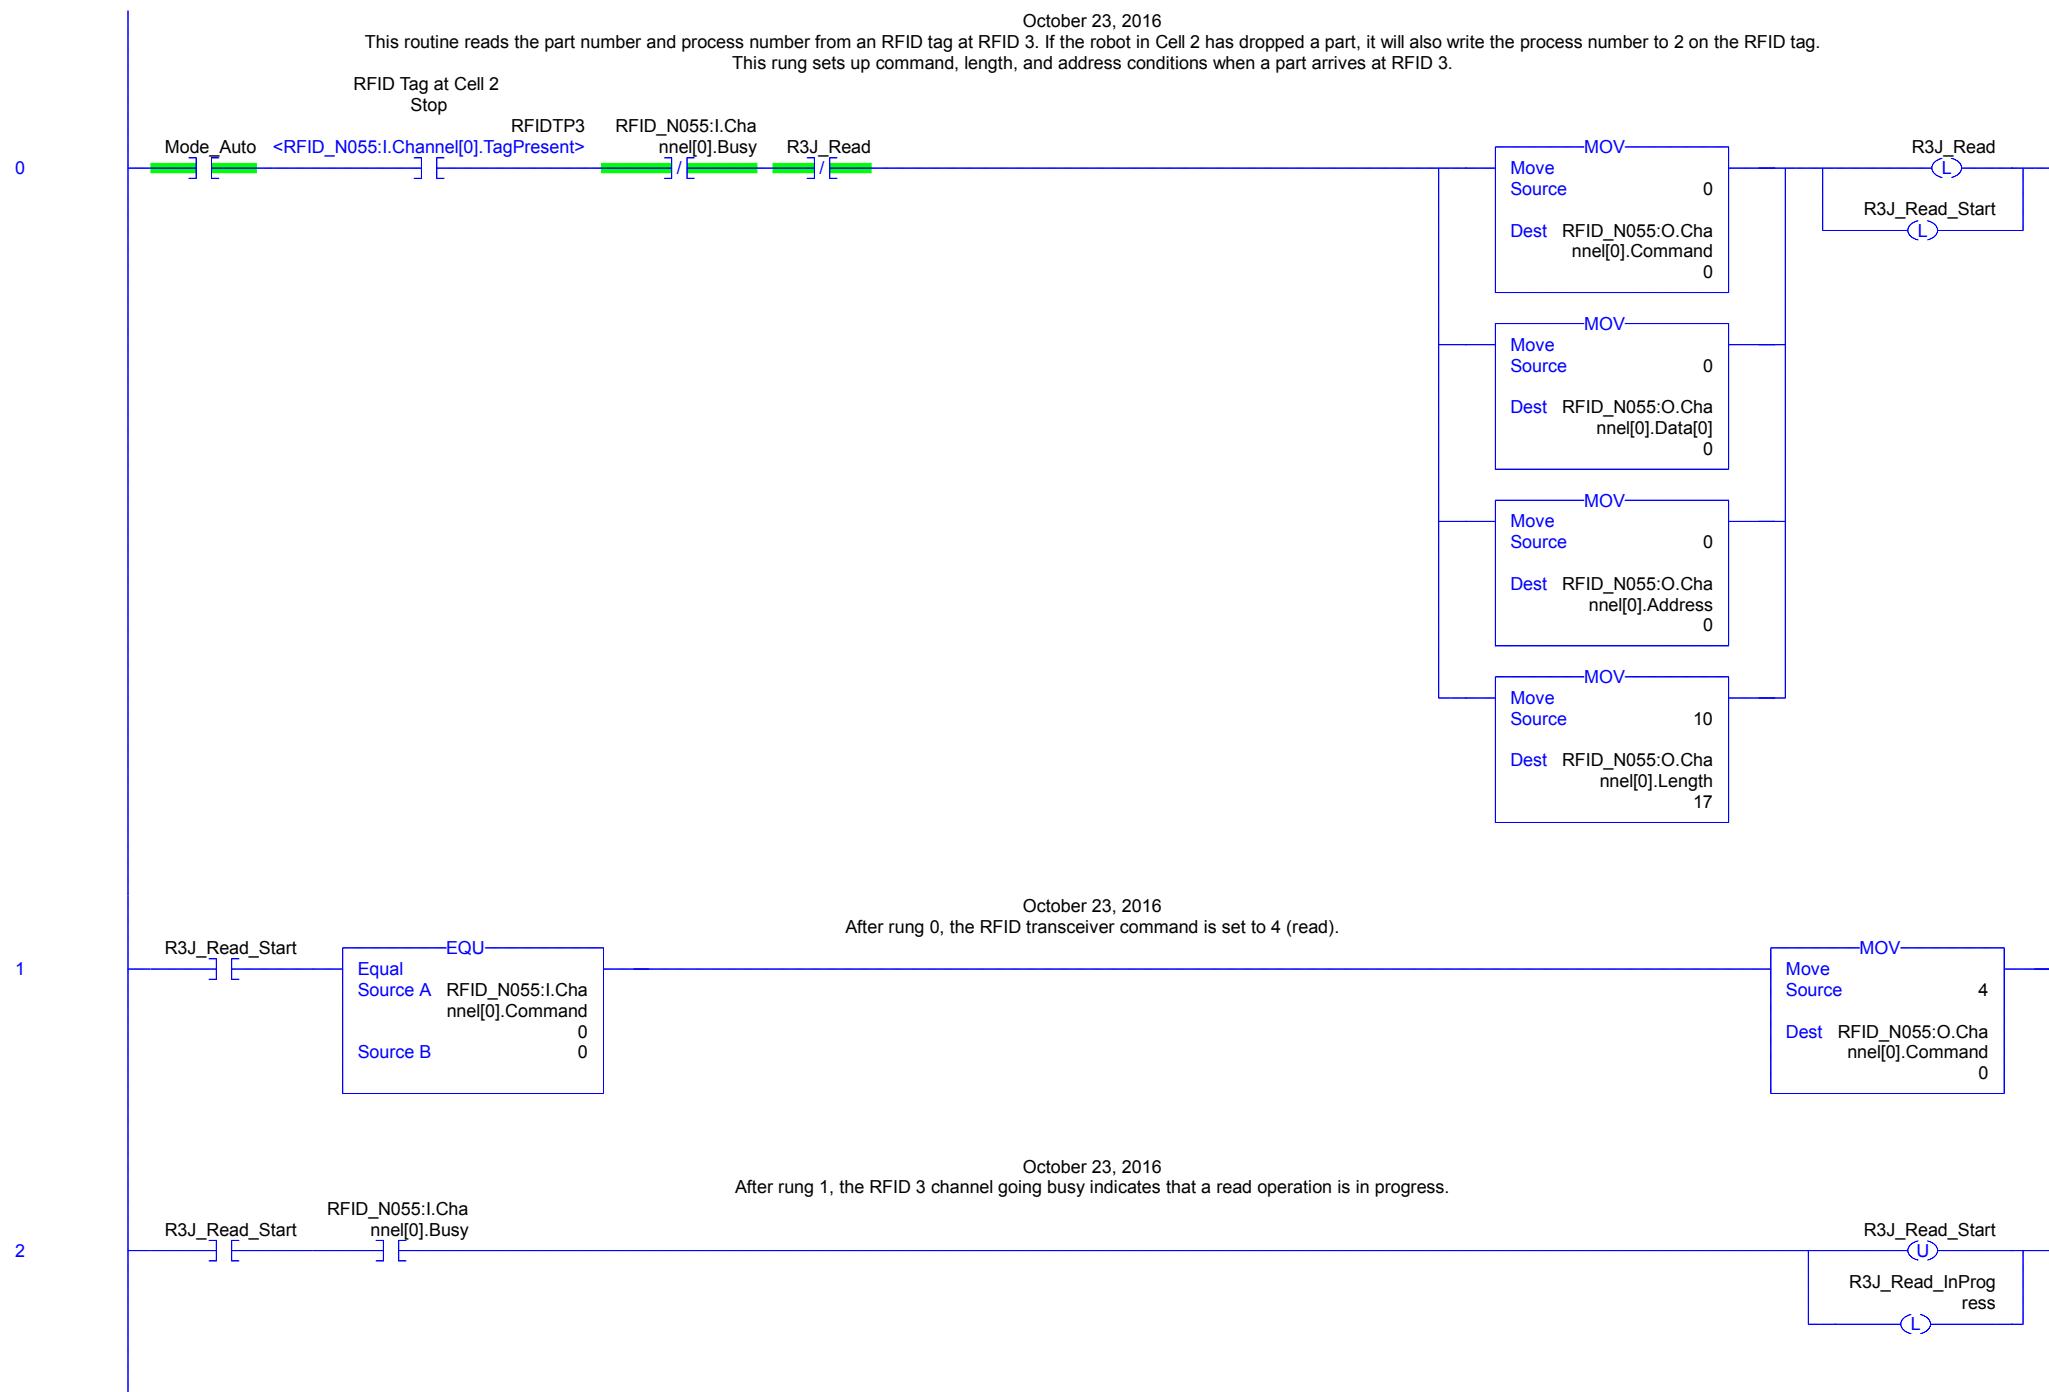 October 23, 2016
This routine reads the part number and process number from an RFID tag at RFID 3. If the robot in Cell 2 has dropped a part, it will also write the process number to 2 on the RFID tag.
This rung sets up command, length, and address conditions when a part arrives at RFID 3.
RFID Tag at Cell 2
Stop
RFIDTP3
RFID_N055:I.Cha
Mode_Auto
<RFID_N055:I.Channel[0].TagPresent>
nnel[0].Busy
R3J_Read
0
/
/
MOV
Move
Source 0
Dest RFID_N055:O.Cha
nnel[0].Command
0
R3J_Read
L
R3J_Read_Start
L
MOV
Move
Source 0
Dest RFID_N055:O.Cha
nnel[0].Data[0]
0
MOV
Move
Source 0
Dest RFID_N055:O.Cha
nnel[0].Address
0
MOV
Move
Source 10
Dest RFID_N055:O.Cha
nnel[0].Length
17
October 23, 2016
After rung 0, the RFID transceiver command is set to 4 (read).
1
R3J_Read_Start
EQU
Equal
Source A RFID_N055:I.Cha
nnel[0].Command
0
Source B 0
MOV
Move
Source 4
Dest RFID_N055:O.Cha
nnel[0].Command
0
October 23, 2016
After rung 1, the RFID 3 channel going busy indicates that a read operation is in progress.
2
R3J_Read_Start
RFID_N055:I.Cha
nnel[0].Busy
R3J_Read_Start
U
R3J_Read_InProg
ress
L